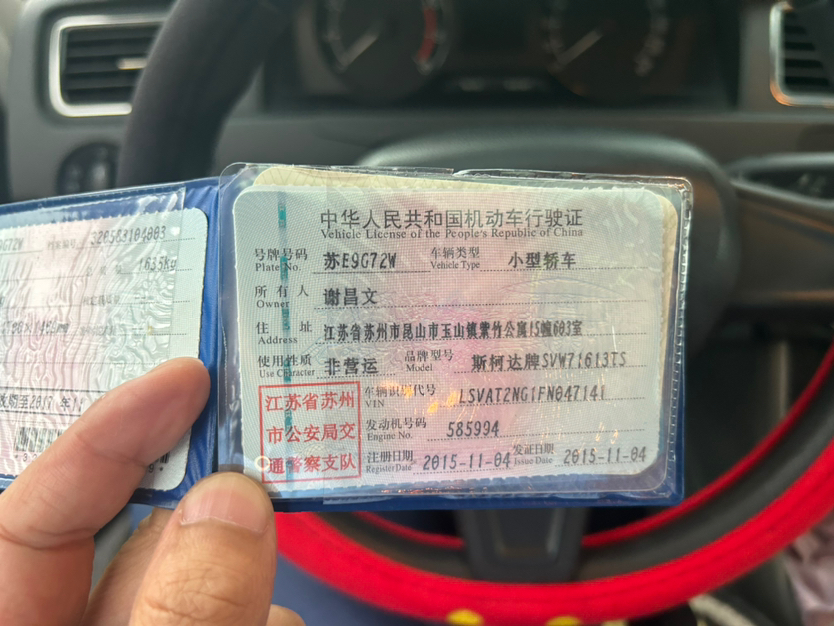 中华人民共和国机动车行驶证
Vehicle License of the People's Republic of China
号牌号码 苏E9G72W 车辆类型 小型轿车
Plate No. Vehicle Type
所有人 谢昌文
Owner
住址 江苏省苏州市昆山市玉山镇紫竹公寓15幢603室
Address
使用性质 非营运 品牌型号 斯柯达牌SVW71613TS
Use Character Model
车辆识别代号 LSVAT2NG1FN047141
VIN
发动机号码 585994
Engine No.
注册日期 2015-11-04 发证日期 2015-11-04
Register Date Issue Date
江苏省苏州
市公安局交
通警察支队
9G72W 320583104803
1635kg